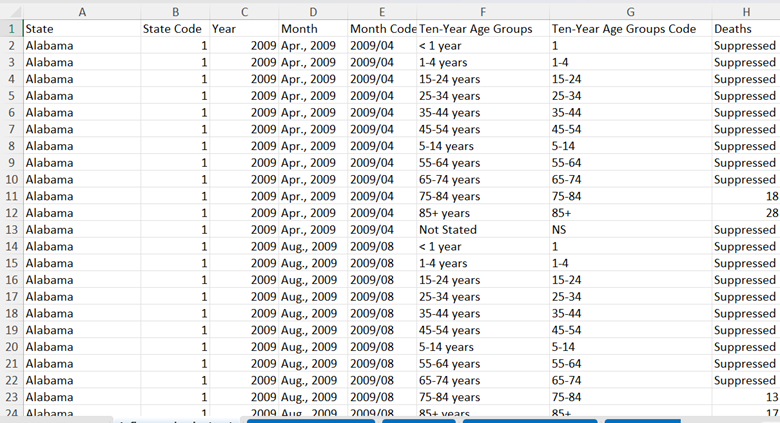 A B C D E F G H
1 State State Code Year Month Month Code Ten-Year Age Groups Ten-Year Age Groups Code Deaths
2 Alabama 1 2009 Apr., 2009 2009/04 < 1 year 1 Suppressed
3 Alabama 1 2009 Apr., 2009 2009/04 1-4 years 1-4 Suppressed
4 Alabama 1 2009 Apr., 2009 2009/04 15-24 years 15-24 Suppressed
5 Alabama 1 2009 Apr., 2009 2009/04 25-34 years 25-34 Suppressed
6 Alabama 1 2009 Apr., 2009 2009/04 35-44 years 35-44 Suppressed
7 Alabama 1 2009 Apr., 2009 2009/04 45-54 years 45-54 Suppressed
8 Alabama 1 2009 Apr., 2009 2009/04 5-14 years 5-14 Suppressed
9 Alabama 1 2009 Apr., 2009 2009/04 55-64 years 55-64 Suppressed
10 Alabama 1 2009 Apr., 2009 2009/04 65-74 years 65-74 Suppressed
11 Alabama 1 2009 Apr., 2009 2009/04 75-84 years 75-84 18
12 Alabama 1 2009 Apr., 2009 2009/04 85+ years 85+ 28
13 Alabama 1 2009 Apr., 2009 2009/04 Not Stated NS Suppressed
14 Alabama 1 2009 Aug., 2009 2009/08 < 1 year 1 Suppressed
15 Alabama 1 2009 Aug., 2009 2009/08 1-4 years 1-4 Suppressed
16 Alabama 1 2009 Aug., 2009 2009/08 15-24 years 15-24 Suppressed
17 Alabama 1 2009 Aug., 2009 2009/08 25-34 years 25-34 Suppressed
18 Alabama 1 2009 Aug., 2009 2009/08 35-44 years 35-44 Suppressed
19 Alabama 1 2009 Aug., 2009 2009/08 45-54 years 45-54 Suppressed
20 Alabama 1 2009 Aug., 2009 2009/08 5-14 years 5-14 Suppressed
21 Alabama 1 2009 Aug., 2009 2009/08 55-64 years 55-64 Suppressed
22 Alabama 1 2009 Aug., 2009 2009/08 65-74 years 65-74 Suppressed
23 Alabama 1 2009 Aug., 2009 2009/08 75-84 years 75-84 13
24 Alabama 1 2009 Aug., 2009 2009/08 85+ years 85+ 17